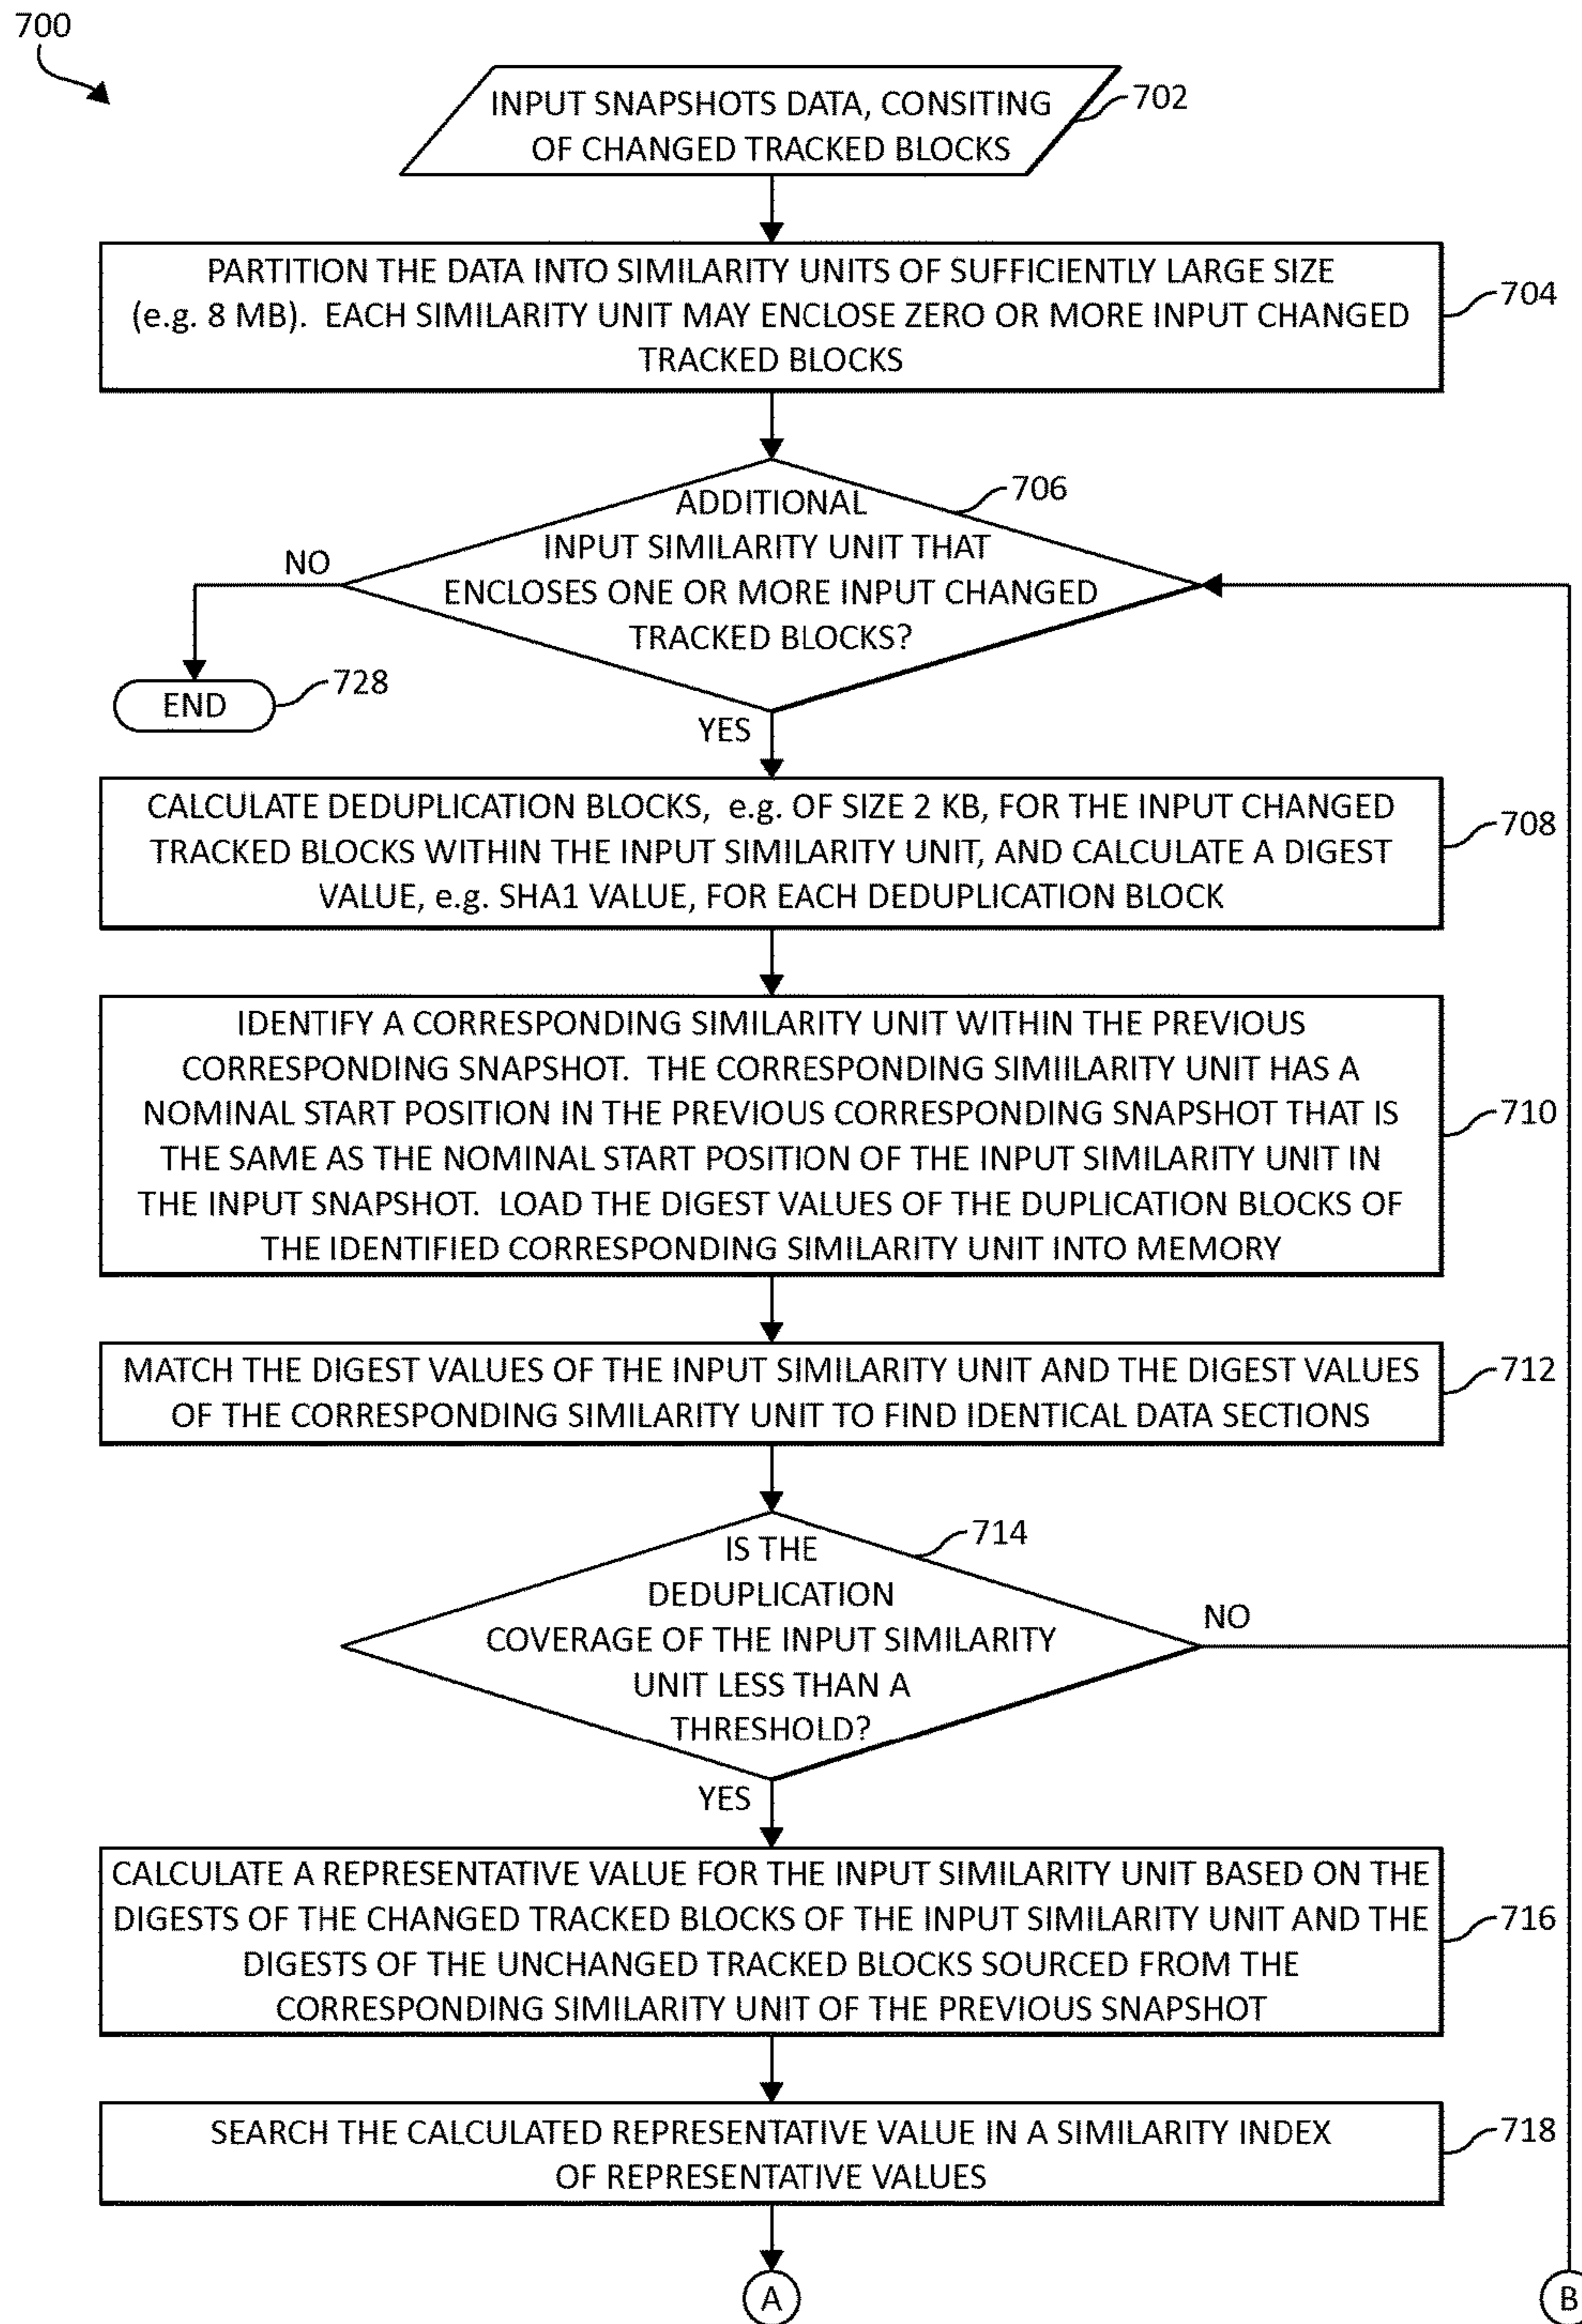 700
INPUT SNAPSHOTS DATA, CONSITING
OF CHANGED TRACKED BLOCKS
702
PARTITION THE DATA INTO SIMILARITY UNITS OF SUFFICIENTLY LARGE SIZE
(e.g. 8 MB). EACH SIMILARITY UNIT MAY ENCLOSE ZERO OR MORE INPUT CHANGED
TRACKED BLOCKS
704
ADDITIONAL
INPUT SIMILARITY UNIT THAT
ENCLOSES ONE OR MORE INPUT CHANGED
TRACKED BLOCKS?
706
NO
END
728
YES
CALCULATE DEDUPLICATION BLOCKS, e.g. OF SIZE 2 KB, FOR THE INPUT CHANGED
TRACKED BLOCKS WITHIN THE INPUT SIMILARITY UNIT, AND CALCULATE A DIGEST
VALUE, e.g. SHA1 VALUE, FOR EACH DEDUPLICATION BLOCK
708
IDENTIFY A CORRESPONDING SIMILARITY UNIT WITHIN THE PREVIOUS
CORRESPONDING SNAPSHOT. THE CORRESPONDING SIMIILARITY UNIT HAS A
NOMINAL START POSITION IN THE PREVIOUS CORRESPONDING SNAPSHOT THAT IS
THE SAME AS THE NOMINAL START POSITION OF THE INPUT SIMILARITY UNIT IN
THE INPUT SNAPSHOT. LOAD THE DIGEST VALUES OF THE DUPLICATION BLOCKS OF
THE IDENTIFIED CORRESPONDING SIMILARITY UNIT INTO MEMORY
710
MATCH THE DIGEST VALUES OF THE INPUT SIMILARITY UNIT AND THE DIGEST VALUES
OF THE CORRESPONDING SIMILARITY UNIT TO FIND IDENTICAL DATA SECTIONS
712
IS THE
DEDUPLICATION
COVERAGE OF THE INPUT SIMILARITY
UNIT LESS THAN A
THRESHOLD?
714
NO
YES
CALCULATE A REPRESENTATIVE VALUE FOR THE INPUT SIMILARITY UNIT BASED ON THE
DIGESTS OF THE CHANGED TRACKED BLOCKS OF THE INPUT SIMILARITY UNIT AND THE
DIGESTS OF THE UNCHANGED TRACKED BLOCKS SOURCED FROM THE
CORRESPONDING SIMILARITY UNIT OF THE PREVIOUS SNAPSHOT
716
SEARCH THE CALCULATED REPRESENTATIVE VALUE IN A SIMILARITY INDEX
OF REPRESENTATIVE VALUES
718
A
B